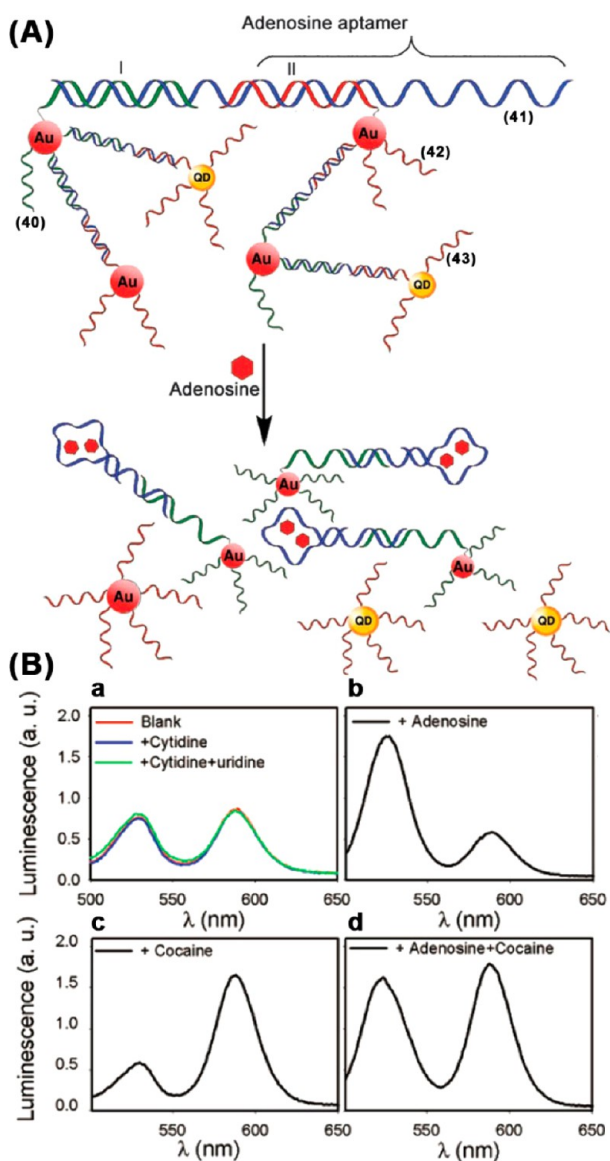 (A)
Adenosine aptamer
I
II
(41)
Au
Au
(42)
QD
(40)
Au
(43)
Au
QD
Adenosine
Au
Au
Au
Au
QD
QD
(B)
a
b
Luminescence (a. u.)
2.0
1.5
1.0
0.5
0.0
Blank
+Cytidine
+Cytidine+uridine
500
550
600
650
λ (nm)
+ Adenosine
550
600
650
λ (nm)
c
d
Luminescence (a. u.)
2.0
1.5
1.0
0.5
0.0
+ Cocaine
550
600
650
λ (nm)
+ Adenosine+Cocaine
550
600
650
λ (nm)